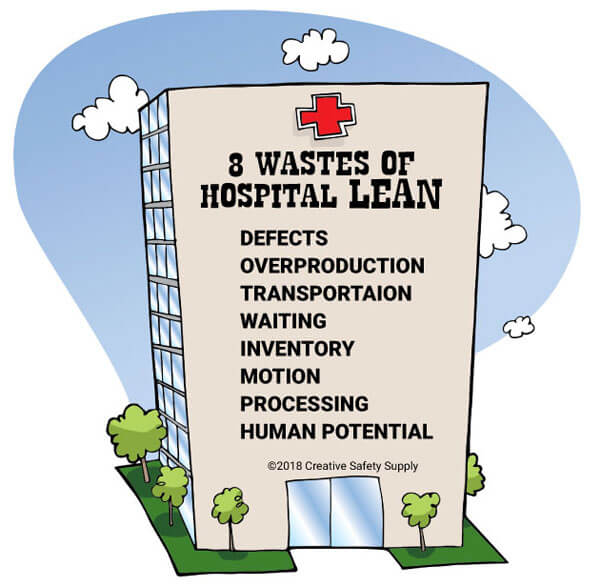 8 WASTES OF
HOSPITAL LEAN
DEFECTS
OVERPRODUCTION
TRANSPORTAION
WAITING
INVENTORY
MOTION
PROCESSING
HUMAN POTENTIAL
©2018 Creative Safety Supply